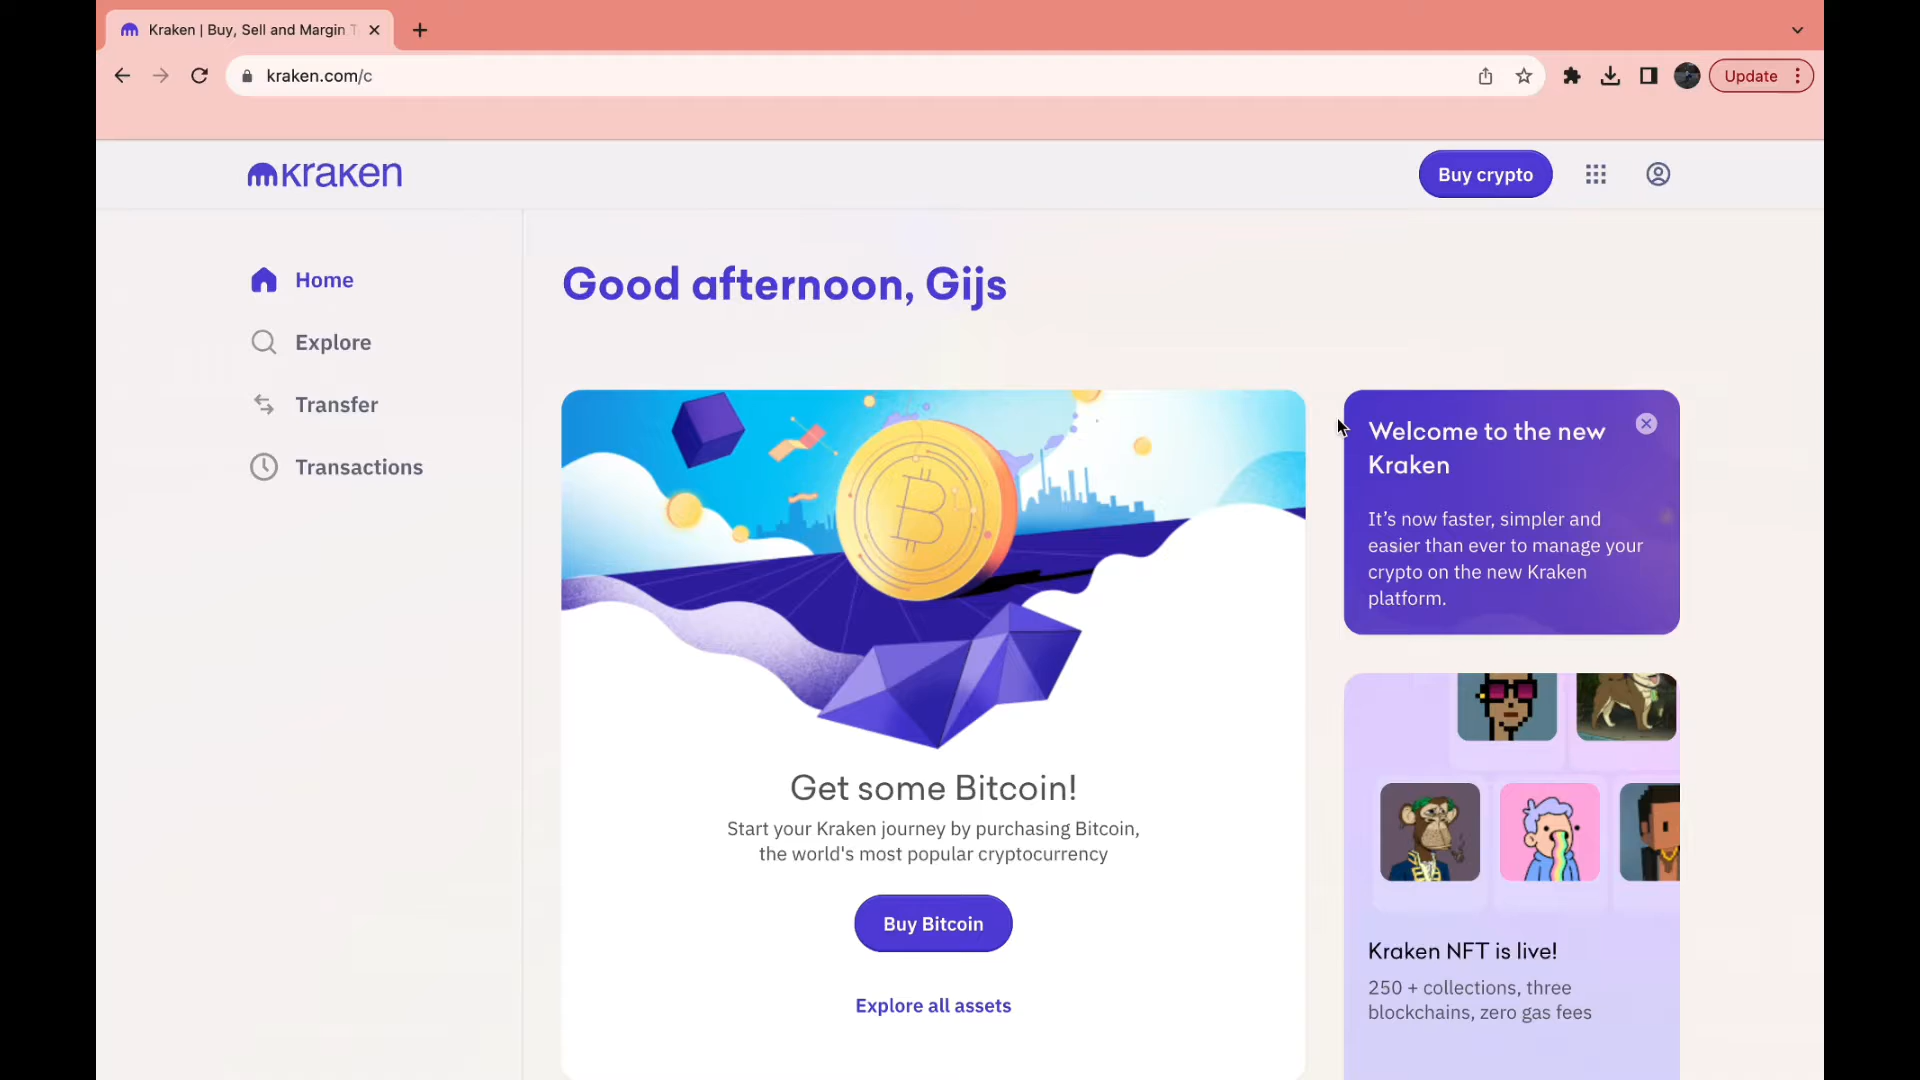 Kraken | Buy, Sell and Margin T
kraken.com/c
Update
kraken
Buy crypto
Home
Explore
Transfer
Transactions
Good afternoon, Gijs
Welcome to the new
Kraken
It’s now faster, simpler and
easier than ever to manage your
crypto on the new Kraken
platform.
Get some Bitcoin!
Start your Kraken journey by purchasing Bitcoin,
the world's most popular cryptocurrency
Buy Bitcoin
Explore all assets
Kraken NFT is live!
250 + collections, three
blockchains, zero gas fees